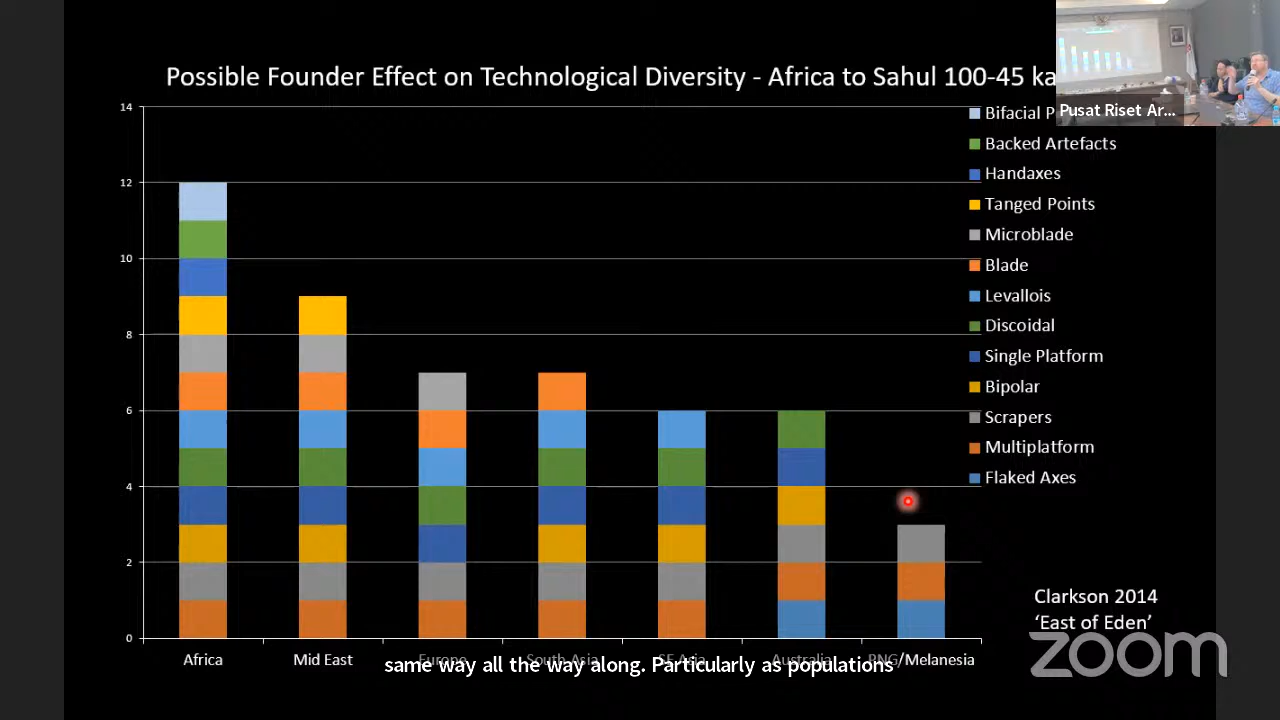 Possible Founder Effect on Technological Diversity - Africa to Sahul 100-45 ka
Pusat Riset Ar...
14
12
10
8
6
4
2
0
Bifacial P
Backed Artefacts
Handaxes
Tanged Points
Microblade
Blade
Levallois
Discoidal
Single Platform
Bipolar
Scrapers
Multiplatform
Flaked Axes
Clarkson 2014
‘East of Eden’
zoom
Africa Mid East Europe South Asia SE Asia Australia PNG/Melanesia
same way all the way along. Particularly as populations